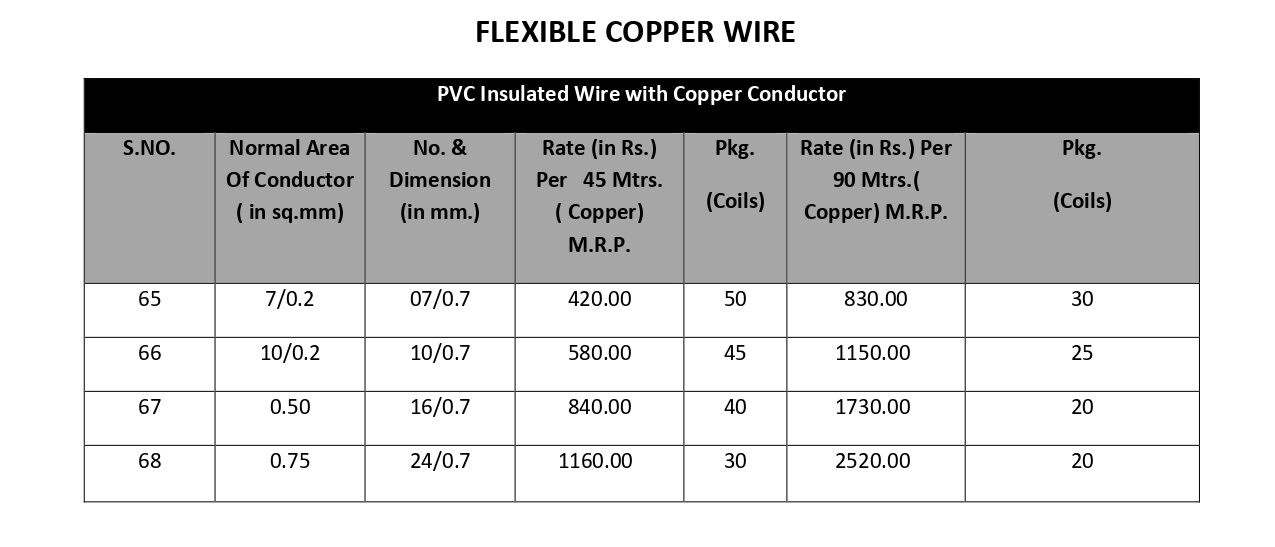 FLEXIBLE COPPER WIRE
PVC Insulated Wire with Copper Conductor
S.NO. Normal Area Of Conductor ( in sq.mm) No. & Dimension (in mm.) Rate (in Rs.) Per 45 Mtrs. ( Copper) M.R.P. Pkg. (Coils) Rate (in Rs.) Per 90 Mtrs.( Copper) M.R.P. Pkg. (Coils)
65 7/0.2 07/0.7 420.00 50 830.00 30
66 10/0.2 10/0.7 580.00 45 1150.00 25
67 0.50 16/0.7 840.00 40 1730.00 20
68 0.75 24/0.7 1160.00 30 2520.00 20